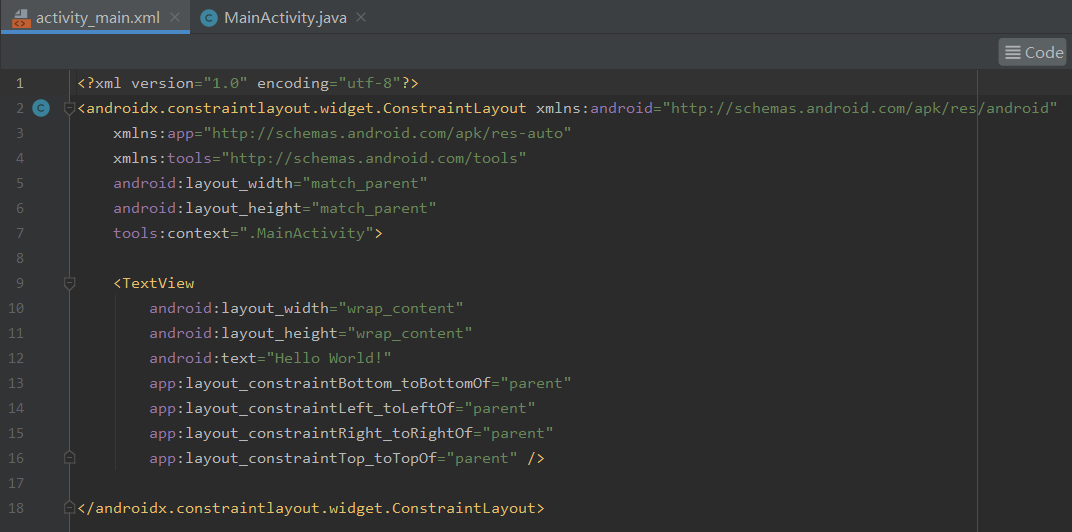 activity_main.xml MainActivity.java
Code
1 <?xml version="1.0" encoding="utf-8"?>
2 C <androidx.constraintlayout.widget.ConstraintLayout xmlns:android="http://schemas.android.com/apk/res/android"
3 xmlns:app="http://schemas.android.com/apk/res-auto"
4 xmlns:tools="http://schemas.android.com/tools"
5 android:layout_width="match_parent"
6 android:layout_height="match_parent"
7 tools:context=".MainActivity">
8
9 <TextView
10 android:layout_width="wrap_content"
11 android:layout_height="wrap_content"
12 android:text="Hello World!"
13 app:layout_constraintBottom_toBottomOf="parent"
14 app:layout_constraintLeft_toLeftOf="parent"
15 app:layout_constraintRight_toRightOf="parent"
16 app:layout_constraintTop_toTopOf="parent" />
17
18 </androidx.constraintlayout.widget.ConstraintLayout>